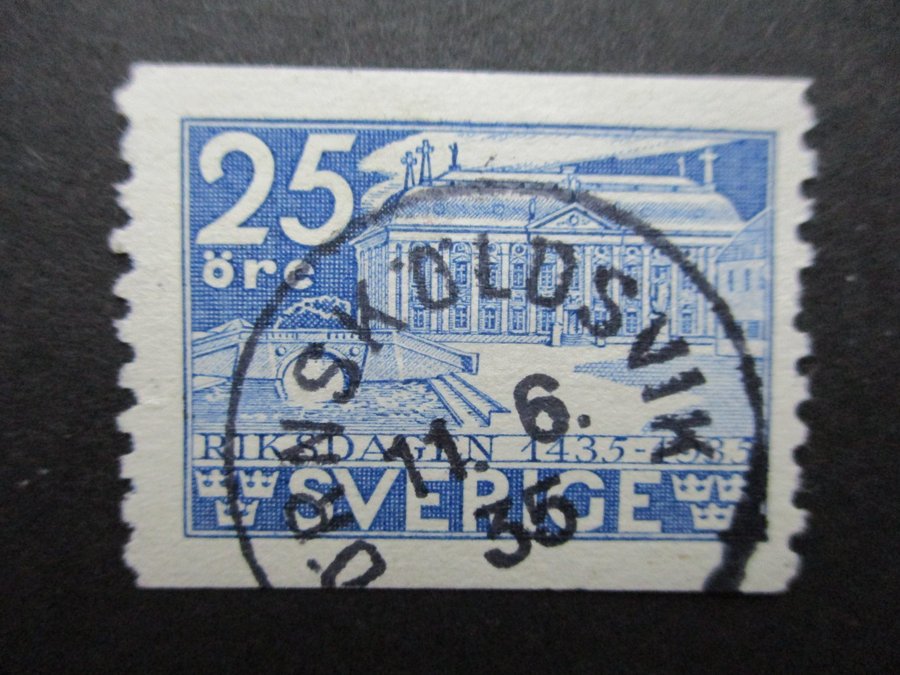 25
öre
RIKSDAGEN 1435-1935
SVERIGE
ÖRNSKÖLDSVIK
11. 6.
35